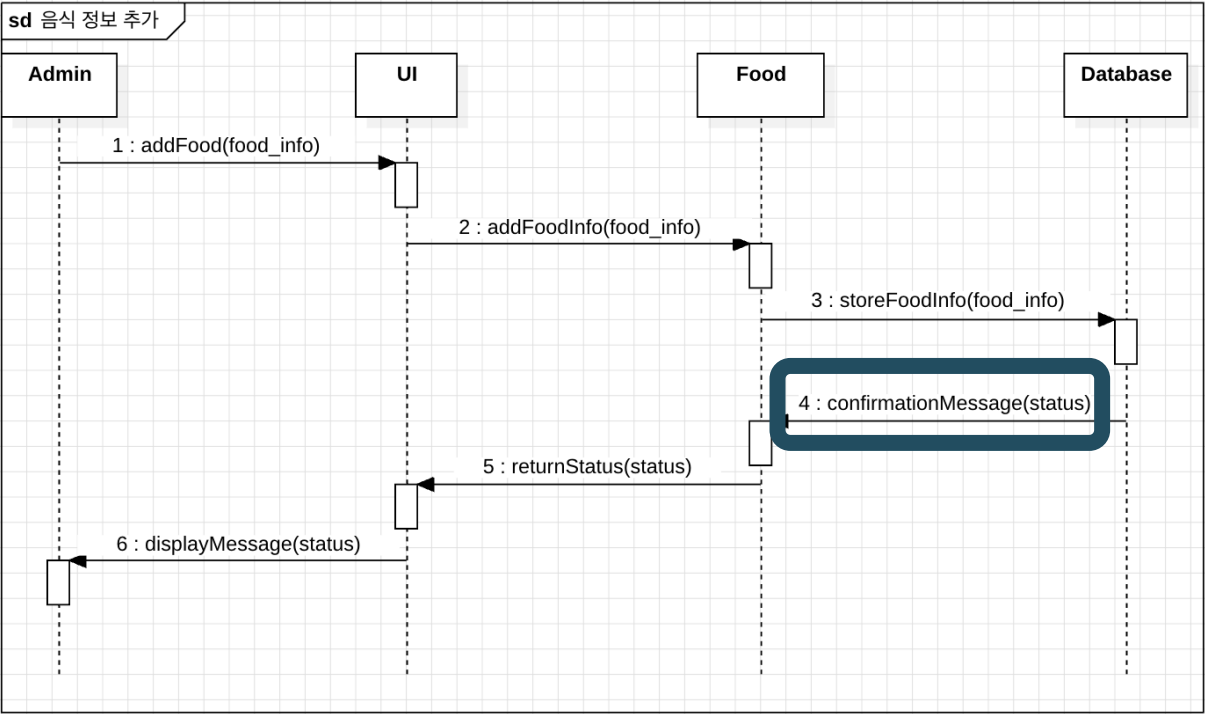 sd 음식 정보 추가
Admin
UI
Food
Database
1 : addFood(food_info)
2 : addFoodInfo(food_info)
3 : storeFoodInfo(food_info)
4 : confirmationMessage(status)
5 : returnStatus(status)
6 : displayMessage(status)